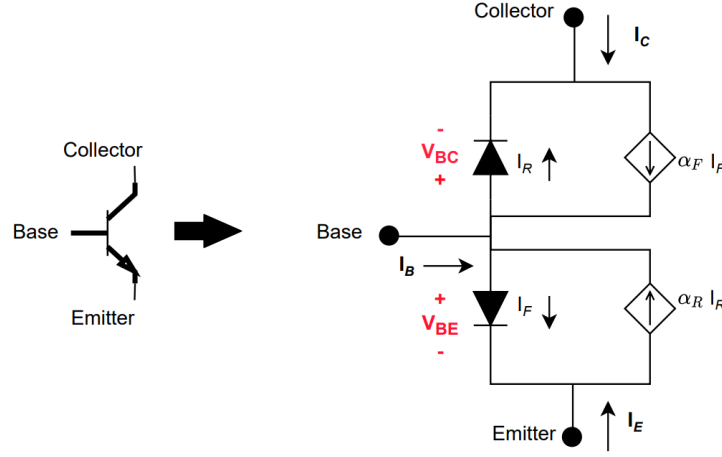 Collector
I_C
-
V_BC
+
I_R
α_F I_F
Collector
Base
Base
I_B
+
V_BE
-
I_F
α_R I_R
Emitter
Emitter
I_E